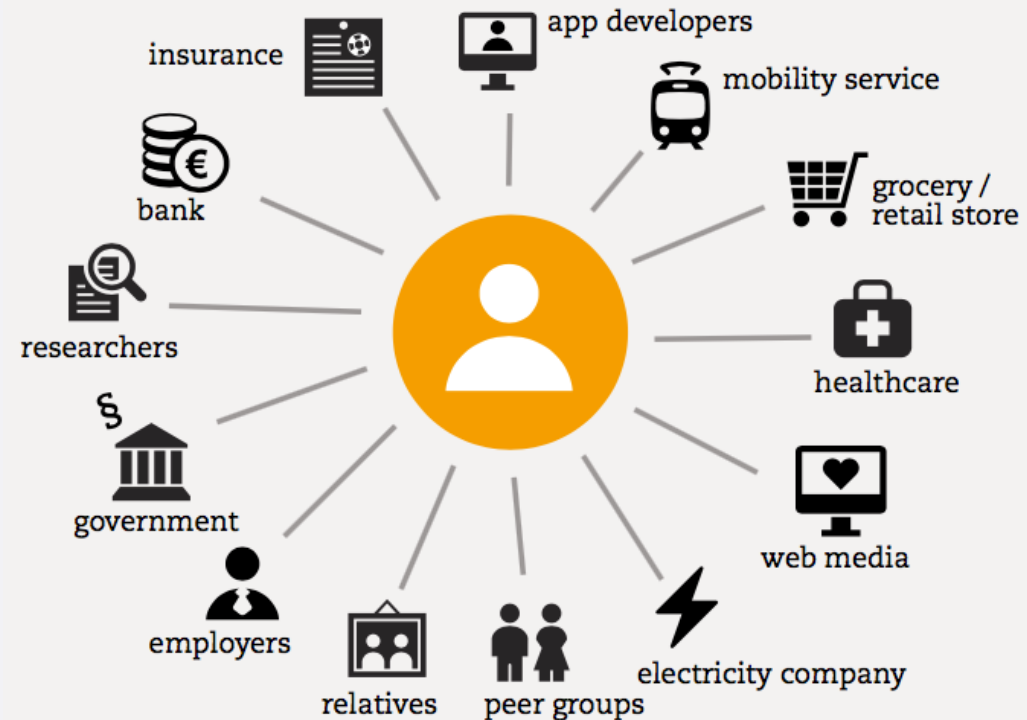 insurance
app developers
mobility service
€
bank
grocery /
retail store
researchers
healthcare
§
government
web media
employers
electricity company
relatives
peer groups